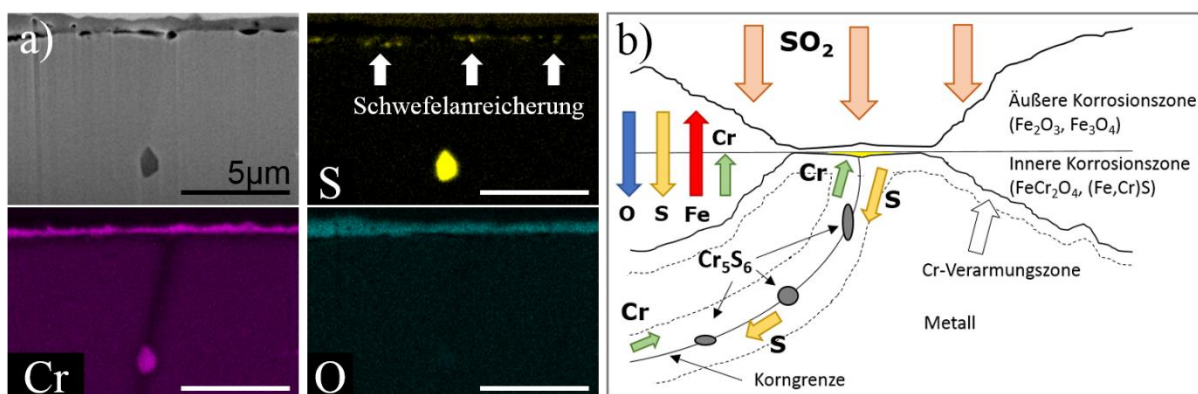 a)
5µm
Schwefelanreicherung
S
Cr
O
b)
SO₂
Äußere Korrosionszone
(Fe₂O₃, Fe₃O₄)
Cr
Innere Korrosionszone
(FeCr₂O₄, (Fe,Cr)S)
Cr
S
O
S
Fe
Cr₅S₆
Cr-Verarmungszone
Cr
S
Metall
Korngrenze